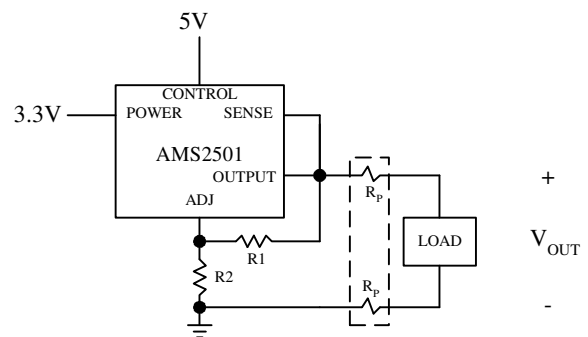 5V
CONTROL
3.3V
POWER SENSE
AMS2501
OUTPUT
ADJ
R1
R2
RP
RP
LOAD
+
VOUT
-